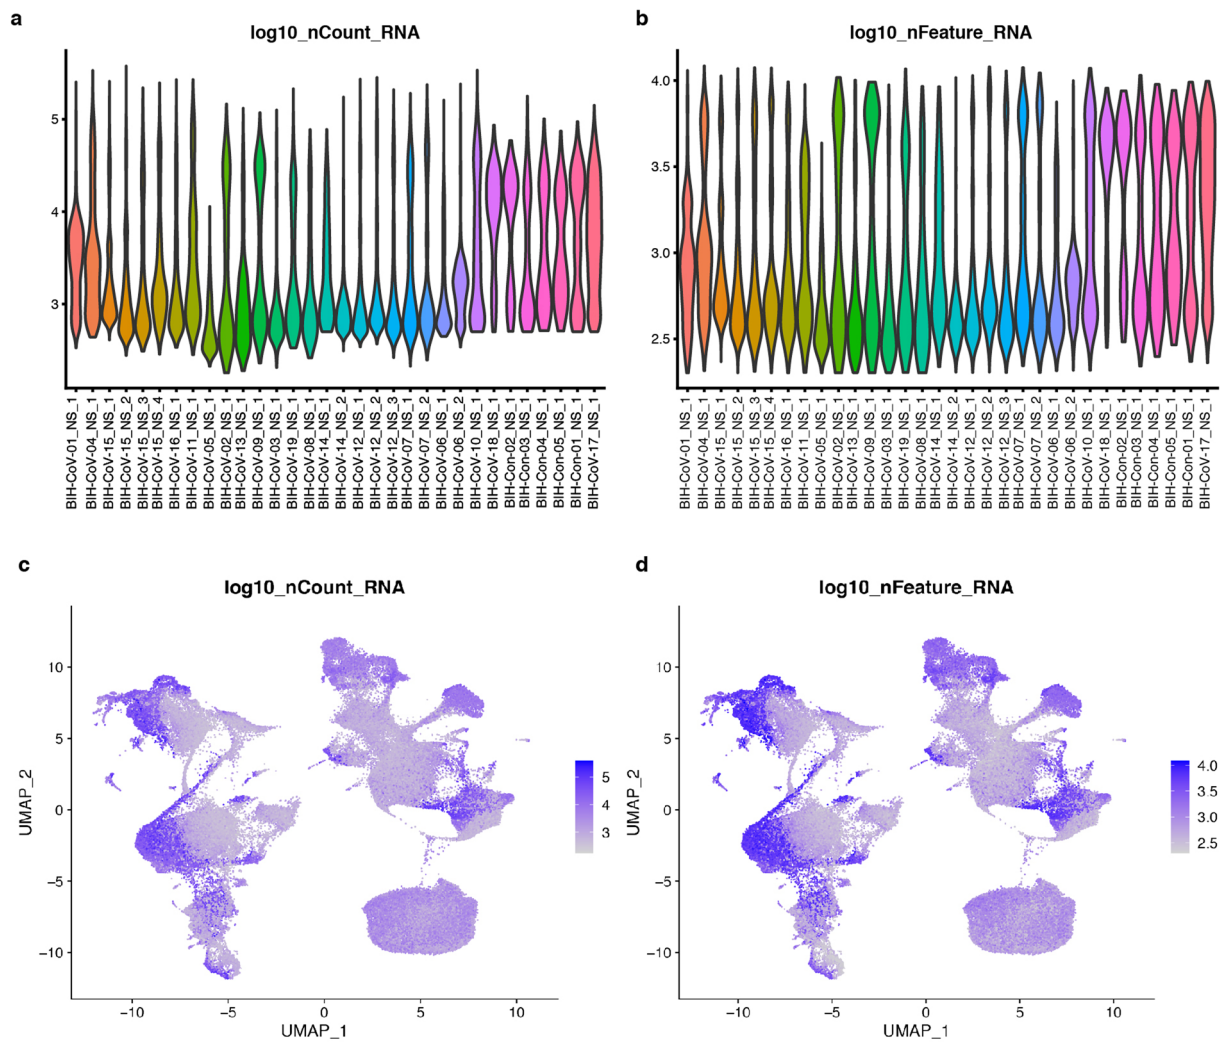 a
log10_nCount_RNA
5
4
3
BIH-CoV-01_NS_1
BIH-CoV-04_NS_1
BIH-CoV-15_NS_1
BIH-CoV-15_NS_2
BIH-CoV-15_NS_3
BIH-CoV-15_NS_4
BIH-CoV-16_NS_1
BIH-CoV-11_NS_1
BIH-CoV-05_NS_1
BIH-CoV-02_NS_1
BIH-CoV-13_NS_1
BIH-CoV-09_NS_1
BIH-CoV-03_NS_1
BIH-CoV-19_NS_1
BIH-CoV-08_NS_1
BIH-CoV-14_NS_1
BIH-CoV-14_NS_2
BIH-CoV-12_NS_1
BIH-CoV-12_NS_2
BIH-CoV-12_NS_3
BIH-CoV-07_NS_1
BIH-CoV-07_NS_2
BIH-CoV-06_NS_1
BIH-CoV-06_NS_2
BIH-CoV-10_NS_1
BIH-CoV-18_NS_1
BIH-Con-02_NS_1
BIH-Con-03_NS_1
BIH-Con-04_NS_1
BIH-Con-05_NS_1
BIH-Con-01_NS_1
BIH-CoV-17_NS_1
b
log10_nFeature_RNA
4.0
3.5
3.0
2.5
BIH-CoV-01_NS_1
BIH-CoV-04_NS_1
BIH-CoV-15_NS_1
BIH-CoV-15_NS_2
BIH-CoV-15_NS_3
BIH-CoV-15_NS_4
BIH-CoV-16_NS_1
BIH-CoV-11_NS_1
BIH-CoV-05_NS_1
BIH-CoV-02_NS_1
BIH-CoV-13_NS_1
BIH-CoV-09_NS_1
BIH-CoV-03_NS_1
BIH-CoV-19_NS_1
BIH-CoV-08_NS_1
BIH-CoV-14_NS_1
BIH-CoV-14_NS_2
BIH-CoV-12_NS_1
BIH-CoV-12_NS_2
BIH-CoV-12_NS_3
BIH-CoV-07_NS_1
BIH-CoV-07_NS_2
BIH-CoV-06_NS_1
BIH-CoV-06_NS_2
BIH-CoV-10_NS_1
BIH-CoV-18_NS_1
BIH-Con-02_NS_1
BIH-Con-03_NS_1
BIH-Con-04_NS_1
BIH-Con-05_NS_1
BIH-Con-01_NS_1
BIH-CoV-17_NS_1
c
log10_nCount_RNA
UMAP_2
10
5
0
−5
−10
−10
−5
0
5
10
UMAP_1
5
4
3
d
log10_nFeature_RNA
UMAP_2
10
5
0
−5
−10
−10
−5
0
5
10
UMAP_1
4.0
3.5
3.0
2.5